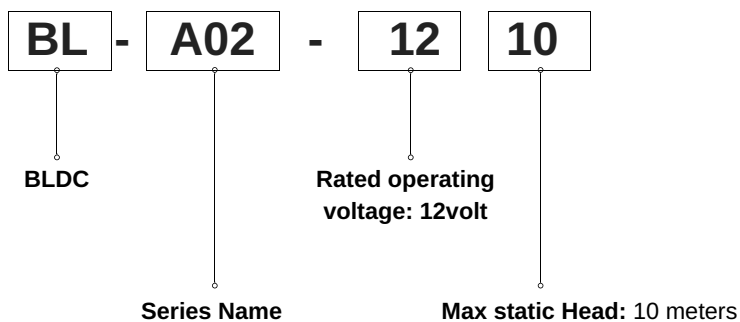 BL - A02 - 12 10
BLDC
Rated operating
voltage: 12volt
Series Name
Max static Head: 10 meters